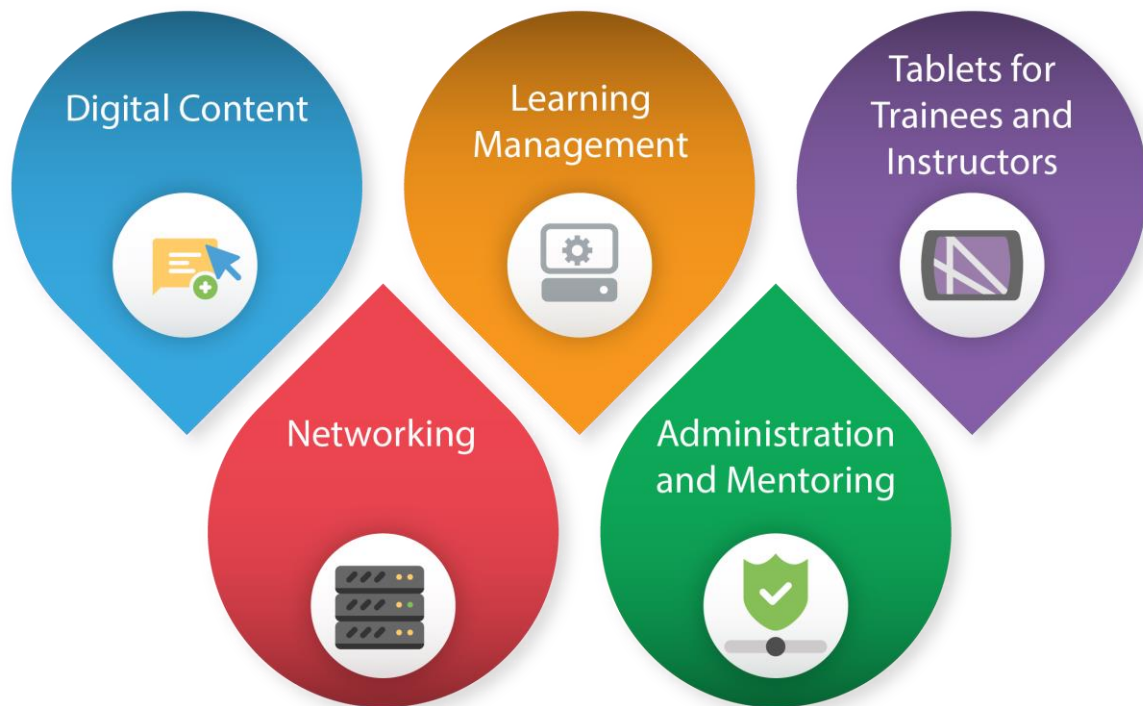 Digital Content
Learning
Management
Tablets for
Trainees and
Instructors
Networking
Administration
and Mentoring